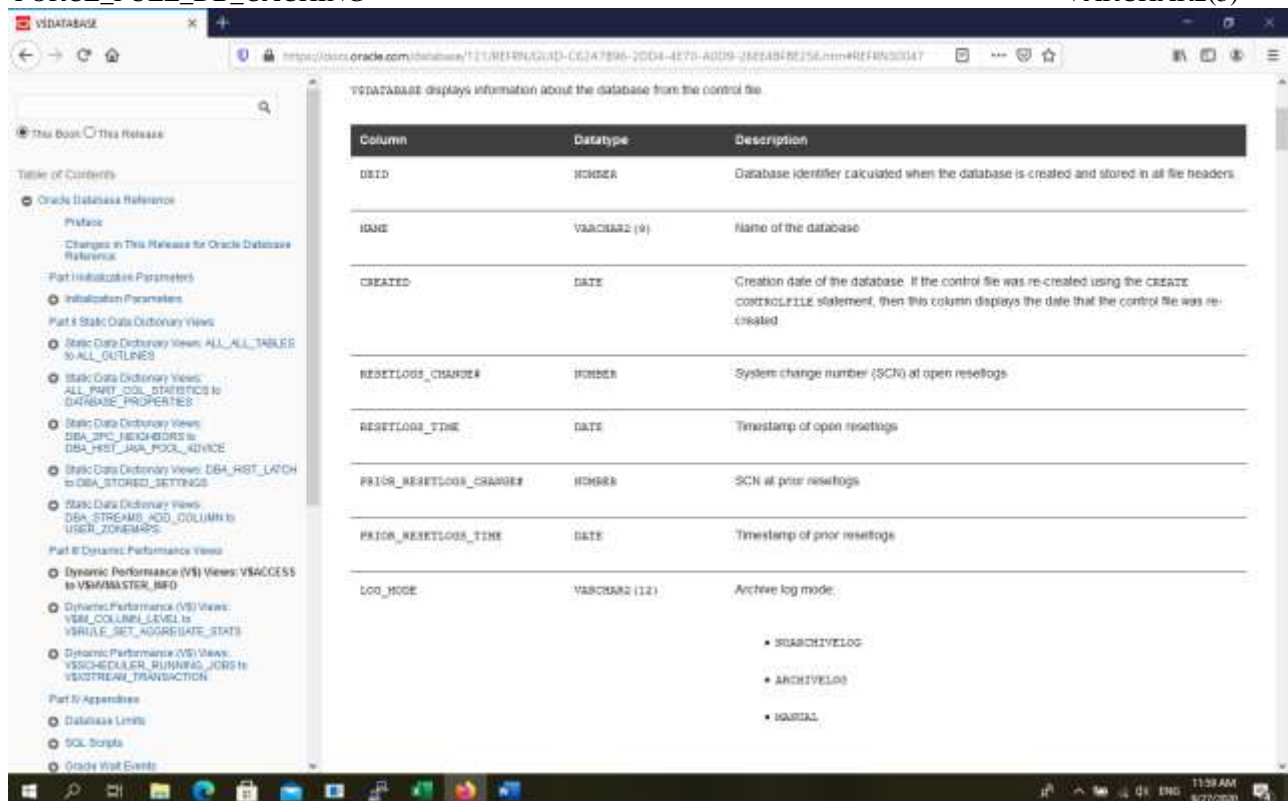 FORCE_FULL_DB_CACHING VARCHAR2(3)
V$DATABASE
docs.oracle.com/database/121/REFRN/
This Book This Release
Table of Contents
Oracle Database Reference
Preface
Changes in This Release for Oracle Database
Reference
Part I Initialization Parameters
Initialization Parameters
Part II Static Data Dictionary Views
Static Data Dictionary Views: ALL_ALL_TABLES
to ALL_OUTLINES
Static Data Dictionary Views:
ALL_PART_COL_STATISTICS to
DATABASE_PROPERTIES
Static Data Dictionary Views:
DBA_2PC_NEIGHBORS to
DBA_HIST_JAVA_POOL_ADVICE
Static Data Dictionary Views: DBA_HIST_LATCH
to DBA_STORED_SETTINGS
Static Data Dictionary Views:
DBA_STREAMS_ADD_COLUMN to
USER_ZONEMAPS
Part III Dynamic Performance Views
Dynamic Performance (V$) Views: V$ACCESS
to V$HVMASTER_INFO
Dynamic Performance (V$) Views:
V$IM_COLUMN_LEVEL to
V$RULE_SET_AGGREGATE_STATS
Dynamic Performance (V$) Views:
V$SCHEDULER_RUNNING_JOBS to
V$XSTREAM_TRANSACTION
Part IV Appendixes
Database Limits
SQL Scripts
Oracle Wait Events
V$DATABASE displays information about the database from the control file.
Column Datatype Description
DBID NUMBER Database identifier calculated when the database is created and stored in all file headers
NAME VARCHAR2(9) Name of the database
CREATED DATE Creation date of the database. If the control file was re-created using the CREATE
CONTROLFILE statement, then this column displays the date that the control file was re-
created.
RESETLOGS_CHANGE# NUMBER System change number (SCN) at open resetlogs
RESETLOGS_TIME DATE Timestamp of open resetlogs
PRIOR_RESETLOGS_CHANGE# NUMBER SCN at prior resetlogs
PRIOR_RESETLOGS_TIME DATE Timestamp of prior resetlogs
LOG_MODE VARCHAR2(12) Archive log mode:
• NOARCHIVELOG
• ARCHIVELOG
• MANUAL
ENG
11:59 AM
9/27/2020